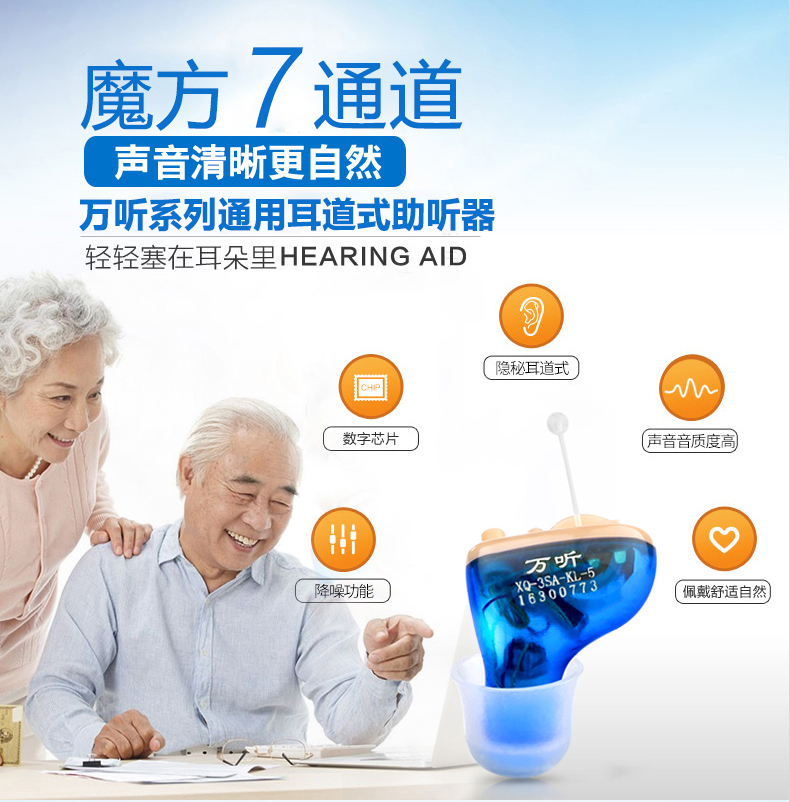 魔方7通道
声音清晰更自然
万听系列通用耳道式助听器
轻轻塞在耳朵里HEARING AID
隐秘耳道式
CHIP
数字芯片
声音音质度高
降噪功能
佩戴舒适自然
万听
XQ-3SA-KL-5
16300773